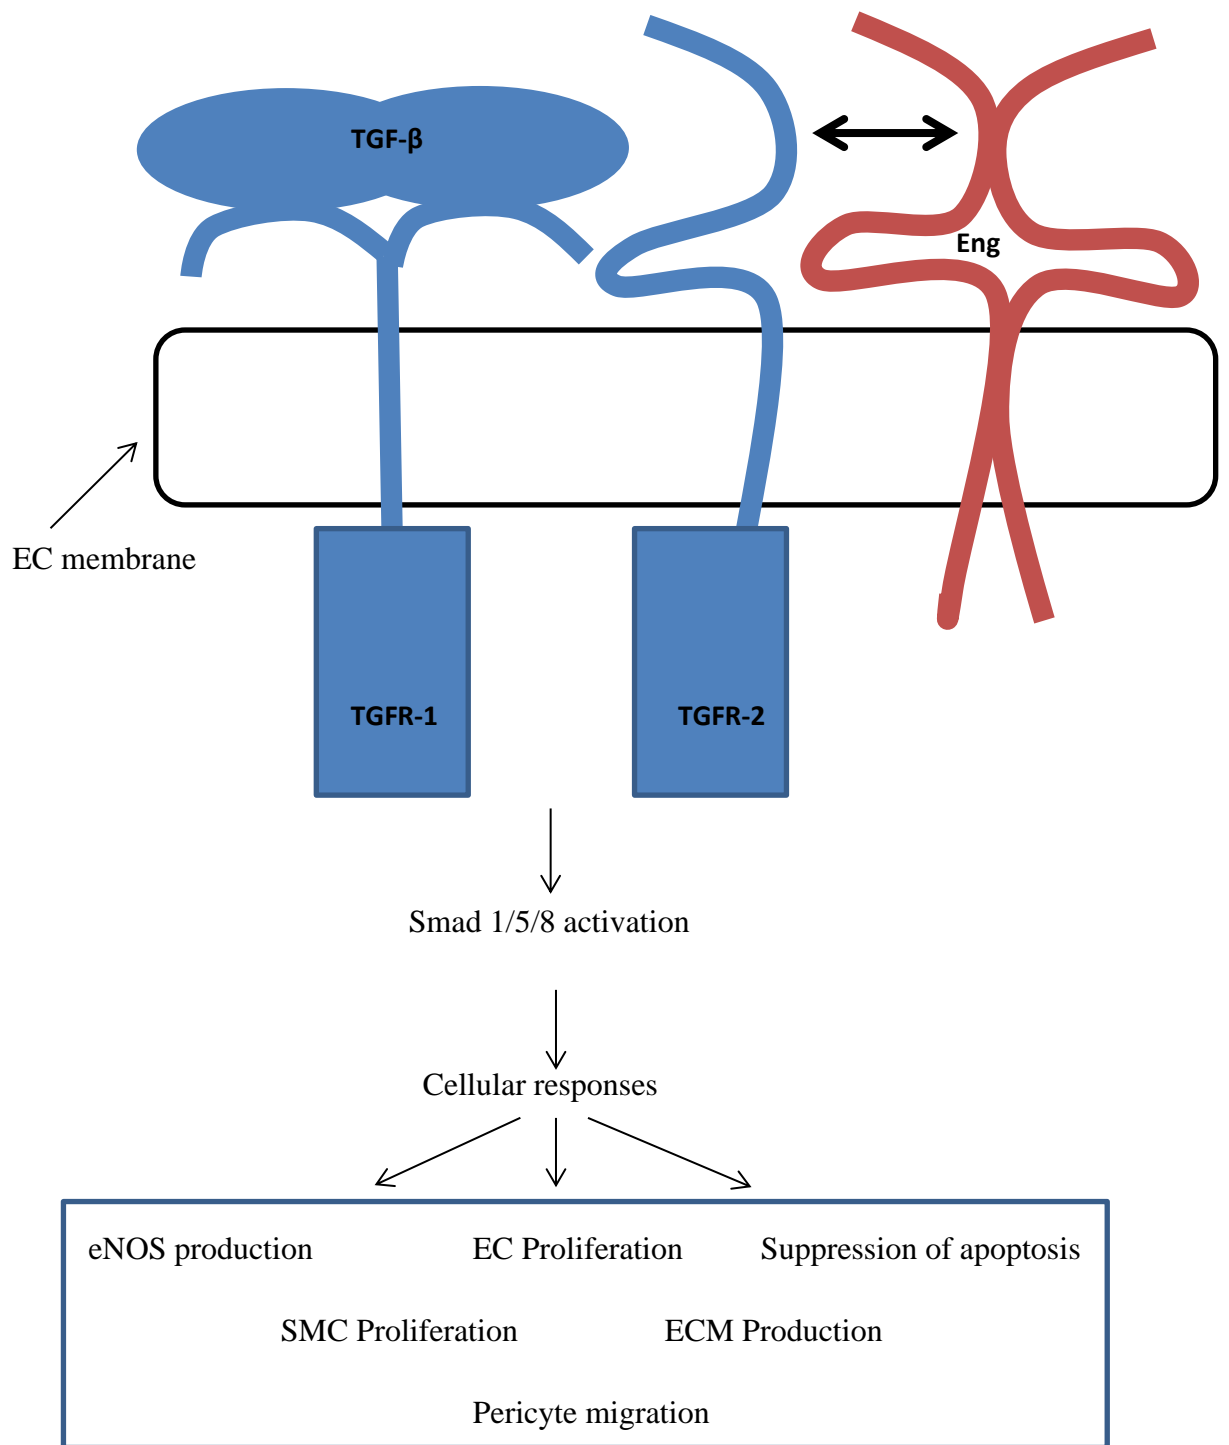 TGF-β
Eng
EC membrane
TGFR-1
TGFR-2
Smad 1/5/8 activation
Cellular responses
eNOS production
EC Proliferation
Suppression of apoptosis
SMC Proliferation
ECM Production
Pericyte migration